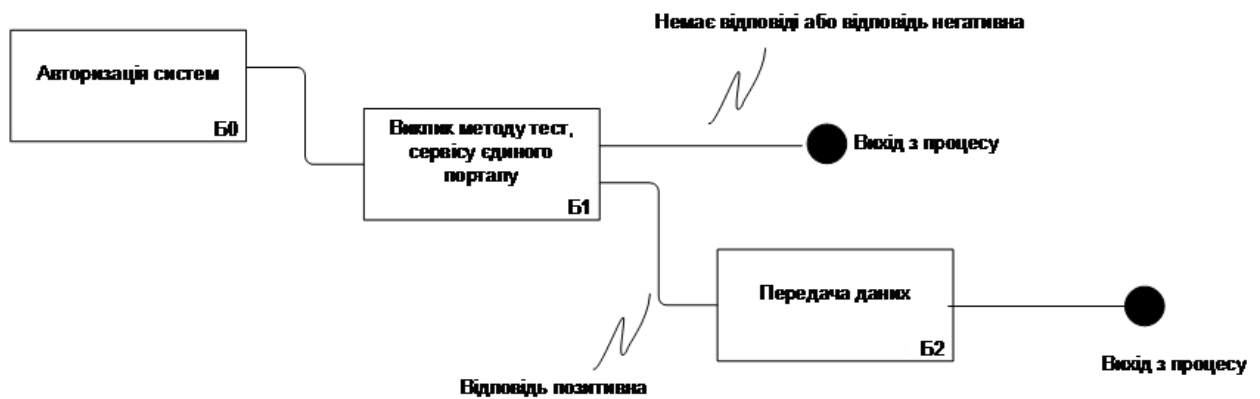 Немає відповіді або відповідь негативна
Авторизація систем
Б0
Виклик методу тест,
сервісу єдиного
порталу
Б1
Вихід з процесу
Передача даних
Б2
Вихід з процесу
Відповідь позитивна